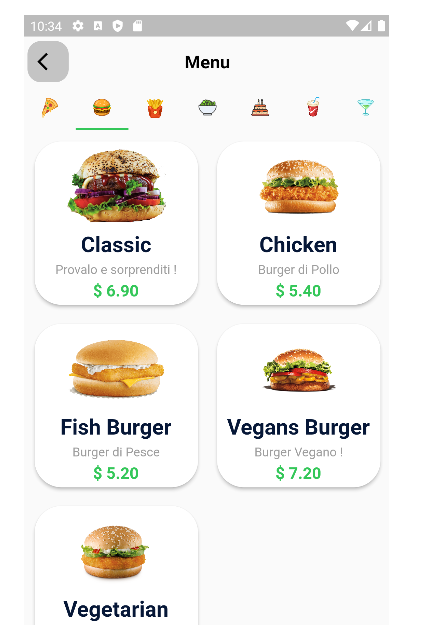 10:34
Menu
Classic
Provalo e sorprenditi !
$ 6.90
Chicken
Burger di Pollo
$ 5.40
Fish Burger
Burger di Pesce
$ 5.20
Vegans Burger
Burger Vegano !
$ 7.20
Vegetarian